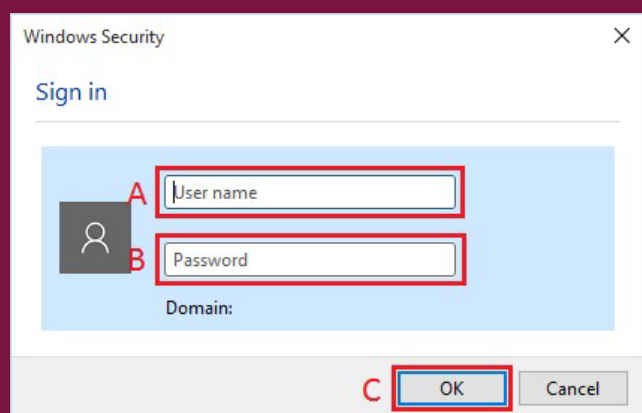 Windows Security
Sign in
A User name
B Password
Domain:
C OK Cancel